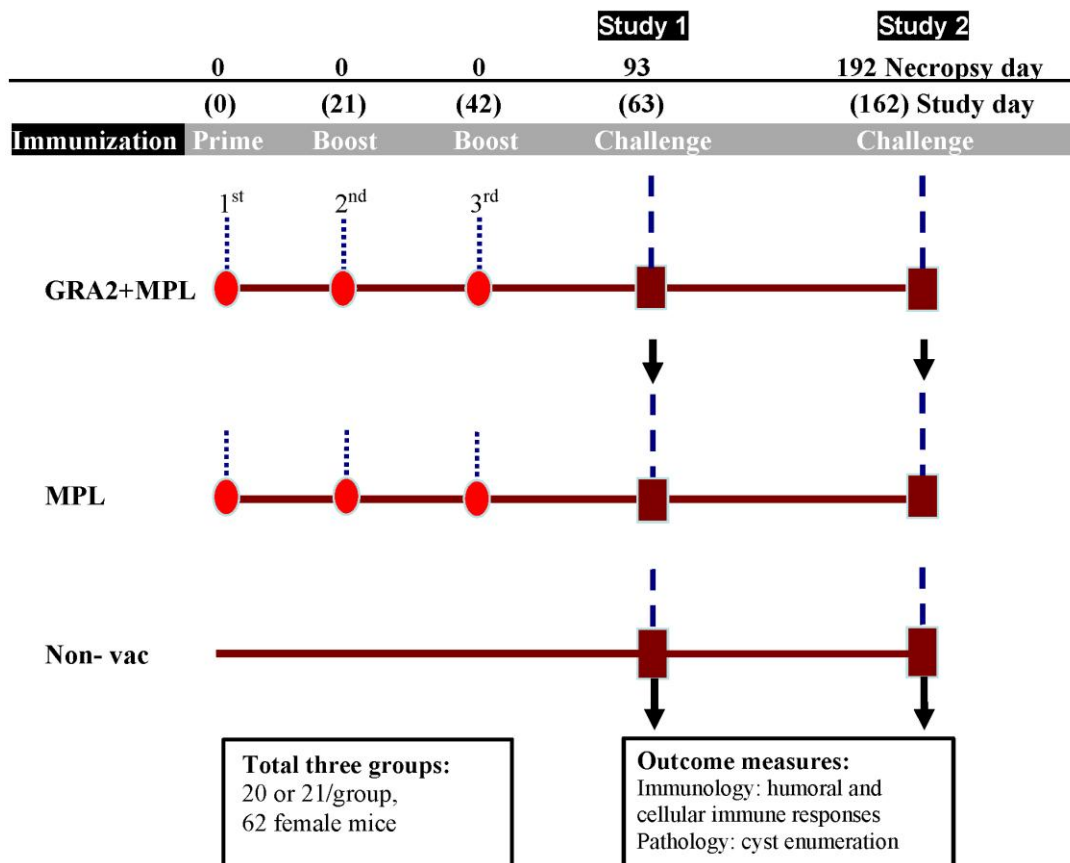 Study 1 Study 2
0 0 0 93 192 Necropsy day
(0) (21) (42) (63) (162) Study day
Immunization Prime Boost Boost Challenge Challenge
1st 2nd 3rd
GRA2+MPL
MPL
Non- vac
Total three groups:
20 or 21/group,
62 female mice
Outcome measures:
Immunology: humoral and
cellular immune responses
Pathology: cyst enumeration